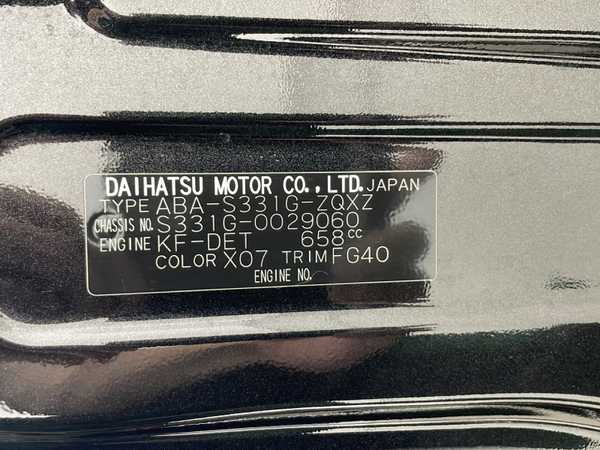 DAIHATSU MOTOR CO.,LTD. JAPAN
TYPE ABA-S331G-ZQXZ
CHASSIS NO. S331G-0029060
ENGINE KF-DET 658cc
COLOR X07 TRIM FG40
ENGINE NO.